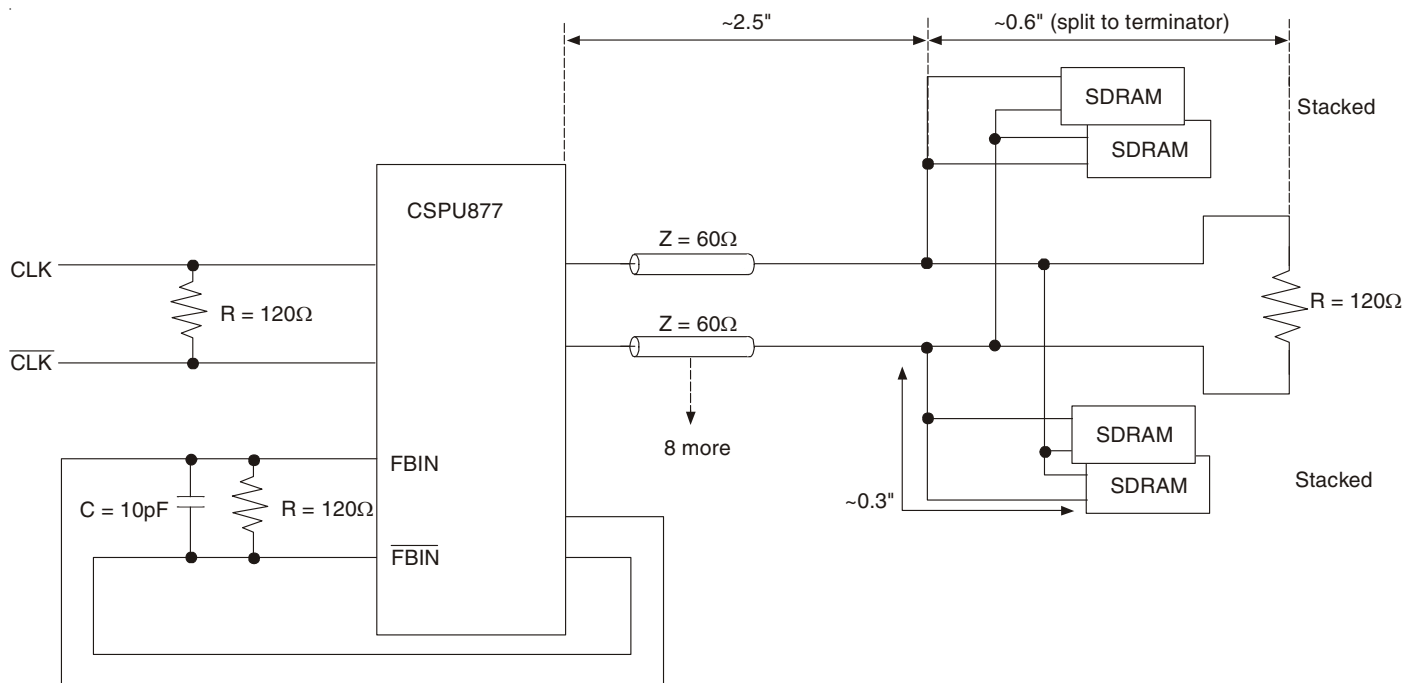 ~2.5"
~0.6" (split to terminator)
SDRAM
Stacked
SDRAM
CSPU877
Z = 60Ω
CLK
R = 120Ω
R = 120Ω
Z = 60Ω
CLK
8 more
SDRAM
FBIN
SDRAM
Stacked
~0.3"
C = 10pF
R = 120Ω
FBIN